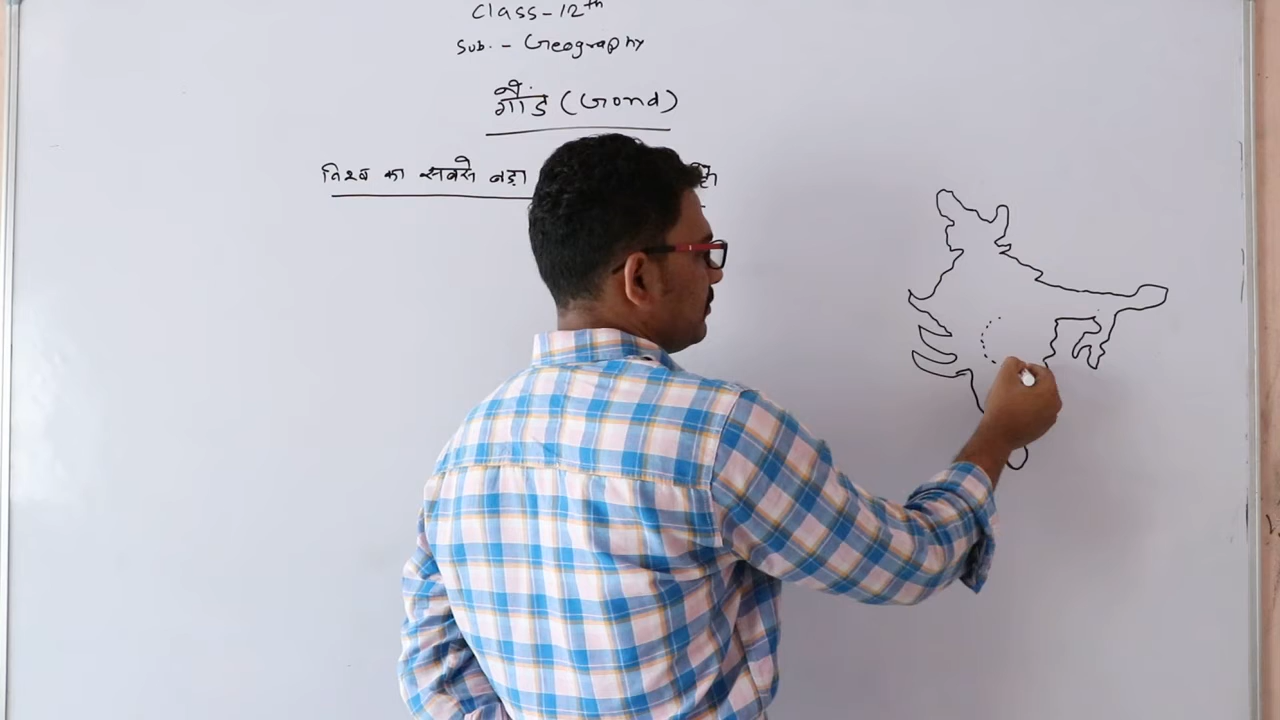 Class-12th
Sub.- Geography
गोंड (Gond)
विश्व का सबसे बड़ा